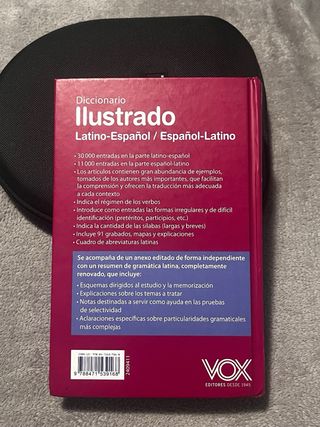 Diccionario
Ilustrado
Latino-Español / Español-Latino
• 30 000 entradas en la parte latino-español
• 11 000 entradas en la parte español-latino
• Los artículos contienen gran abundancia de ejemplos,
tomados de los autores más importantes, que facilitan
la comprensión y ofrecen la traducción más adecuada
a cada contexto
• Indica el régimen de los verbos
• Introduce como entradas las formas irregulares y de difícil
identificación (pretéritos, participios, etc.)
• Indica la cantidad de las sílabas (largas y breves)
• Incluye 91 grabados, mapas y explicaciones
• Cuadro de abreviaturas latinas
Se acompaña de un anexo editado de forma independiente
con un resumen de gramática latina, completamente
renovado, que incluye:
• Esquemas dirigidos al estudio y la memorización
• Explicaciones sobre los temas a tratar
• Notas destinadas a servir como ayuda en las pruebas
de selectividad
• Aclaraciones específicas sobre particularidades gramaticales
más complejas
9 788471 539168
2409411
VOX
EDITORES DESDE 1945